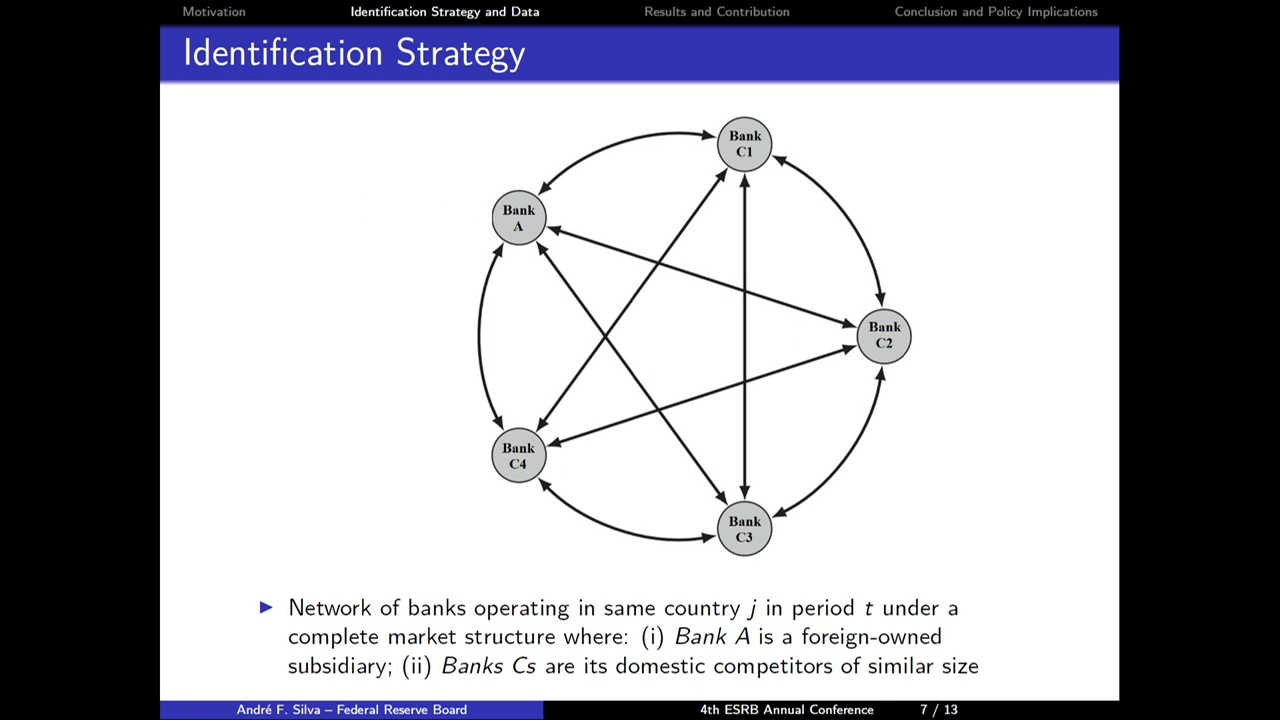 Motivation
Identification Strategy and Data
Results and Contribution
Conclusion and Policy Implications
Identification Strategy
Bank
C1
Bank
A
Bank
C2
Bank
C4
Bank
C3
▶ Network of banks operating in same country j in period t under a
complete market structure where: (i) Bank A is a foreign-owned
subsidiary; (ii) Banks Cs are its domestic competitors of similar size
André F. Silva – Federal Reserve Board
4th ESRB Annual Conference
7 / 13